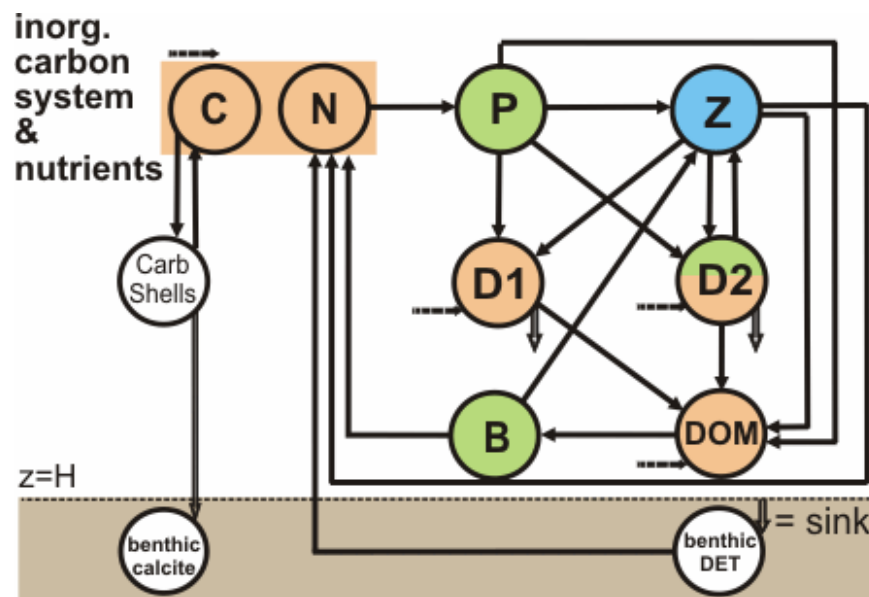 inorg.
carbon
system
&
nutrients
C
N
P
Z
Carb
Shells
D1
D2
B
DOM
z=H
benthic
calcite
benthic
DET
= sink